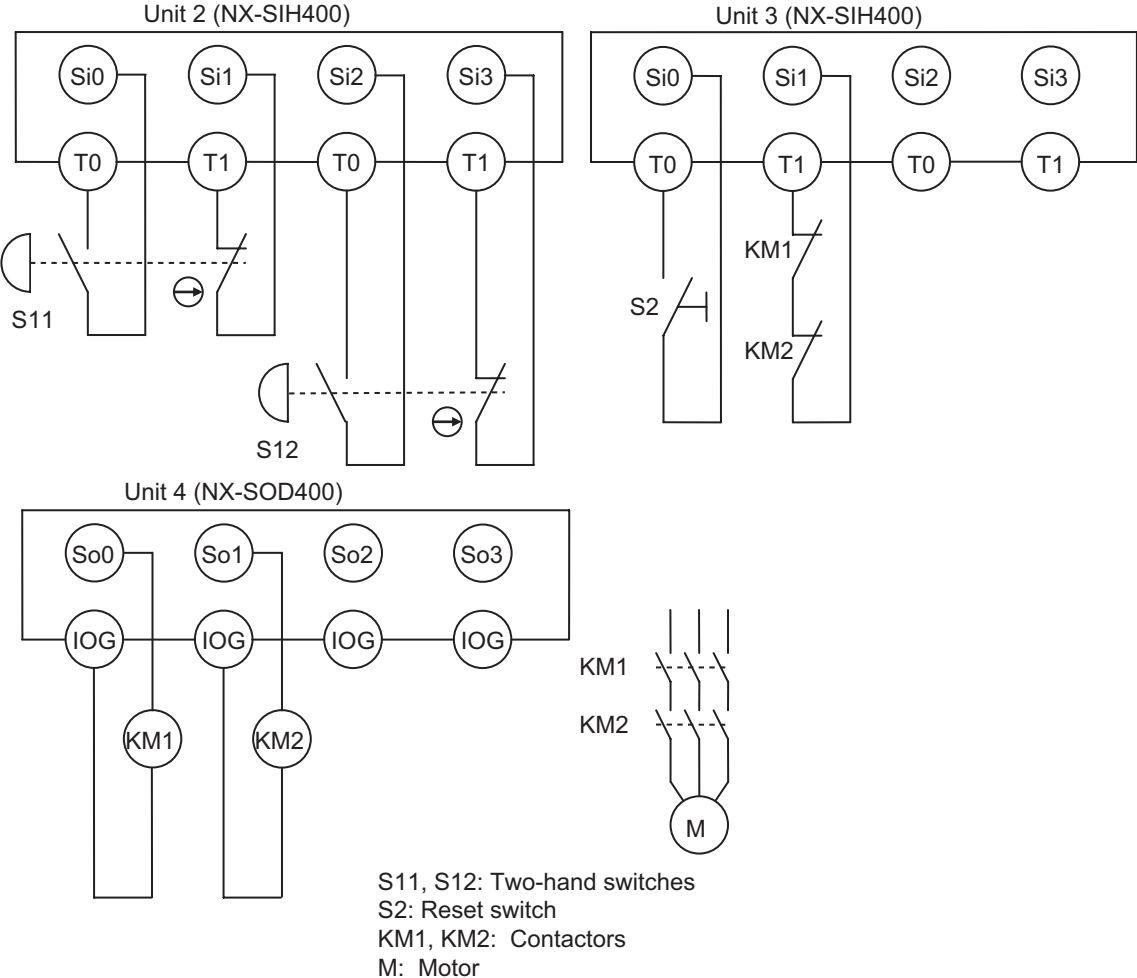 Unit 2 (NX-SIH400)
Si0 Si1 Si2 Si3
T0 T1 T0 T1
S11
S12
Unit 3 (NX-SIH400)
Si0 Si1 Si2 Si3
T0 T1 T0 T1
KM1
S2
KM2
Unit 4 (NX-SOD400)
So0 So1 So2 So3
IOG IOG IOG IOG
KM1 KM2
KM1
KM2
M
S11, S12: Two-hand switches
S2: Reset switch
KM1, KM2: Contactors
M: Motor